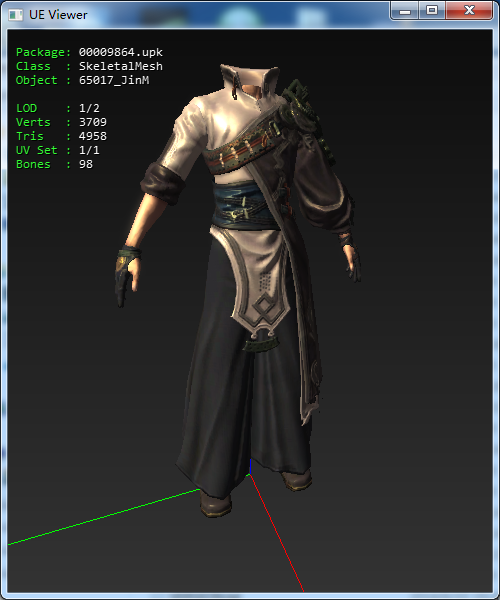 UE Viewer
Package: 00009864.upk
Class : SkeletalMesh
Object : 65017_JinM
LOD : 1/2
Verts : 3709
Tris : 4958
UV Set : 1/1
Bones : 98